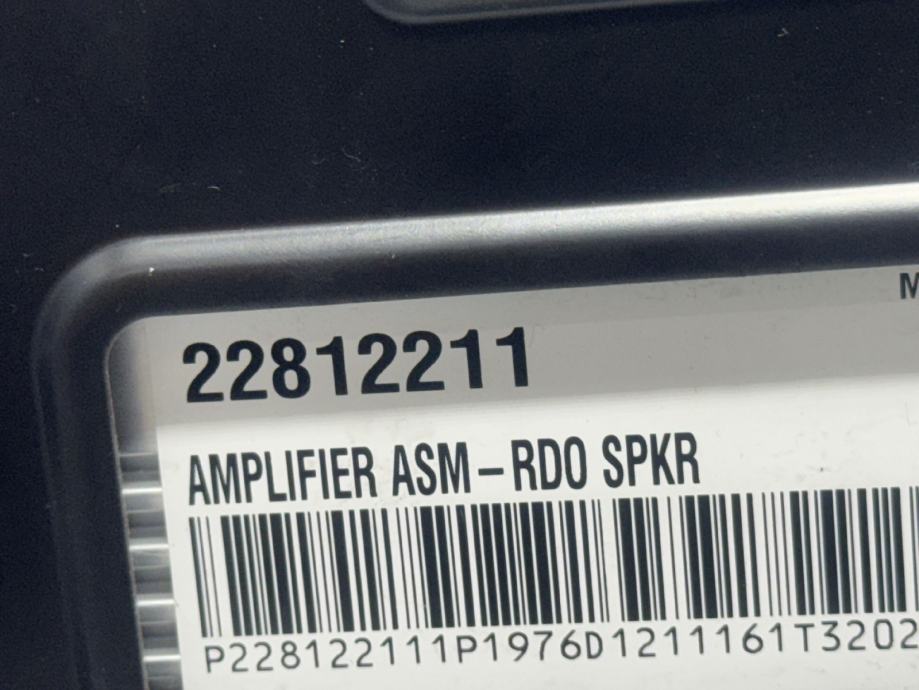 M
22812211
AMPLIFIER ASM-RDO SPKR
P228122111P1976D1211161T3202